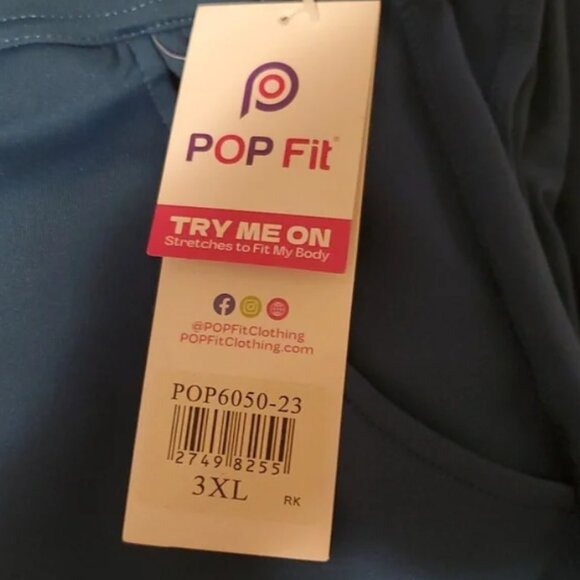 POP Fit®
TRY ME ON
Stretches to Fit My Body
@POPFitClothing
POPFitClothing.com
POP6050-23
2749 8255
3XL
RK